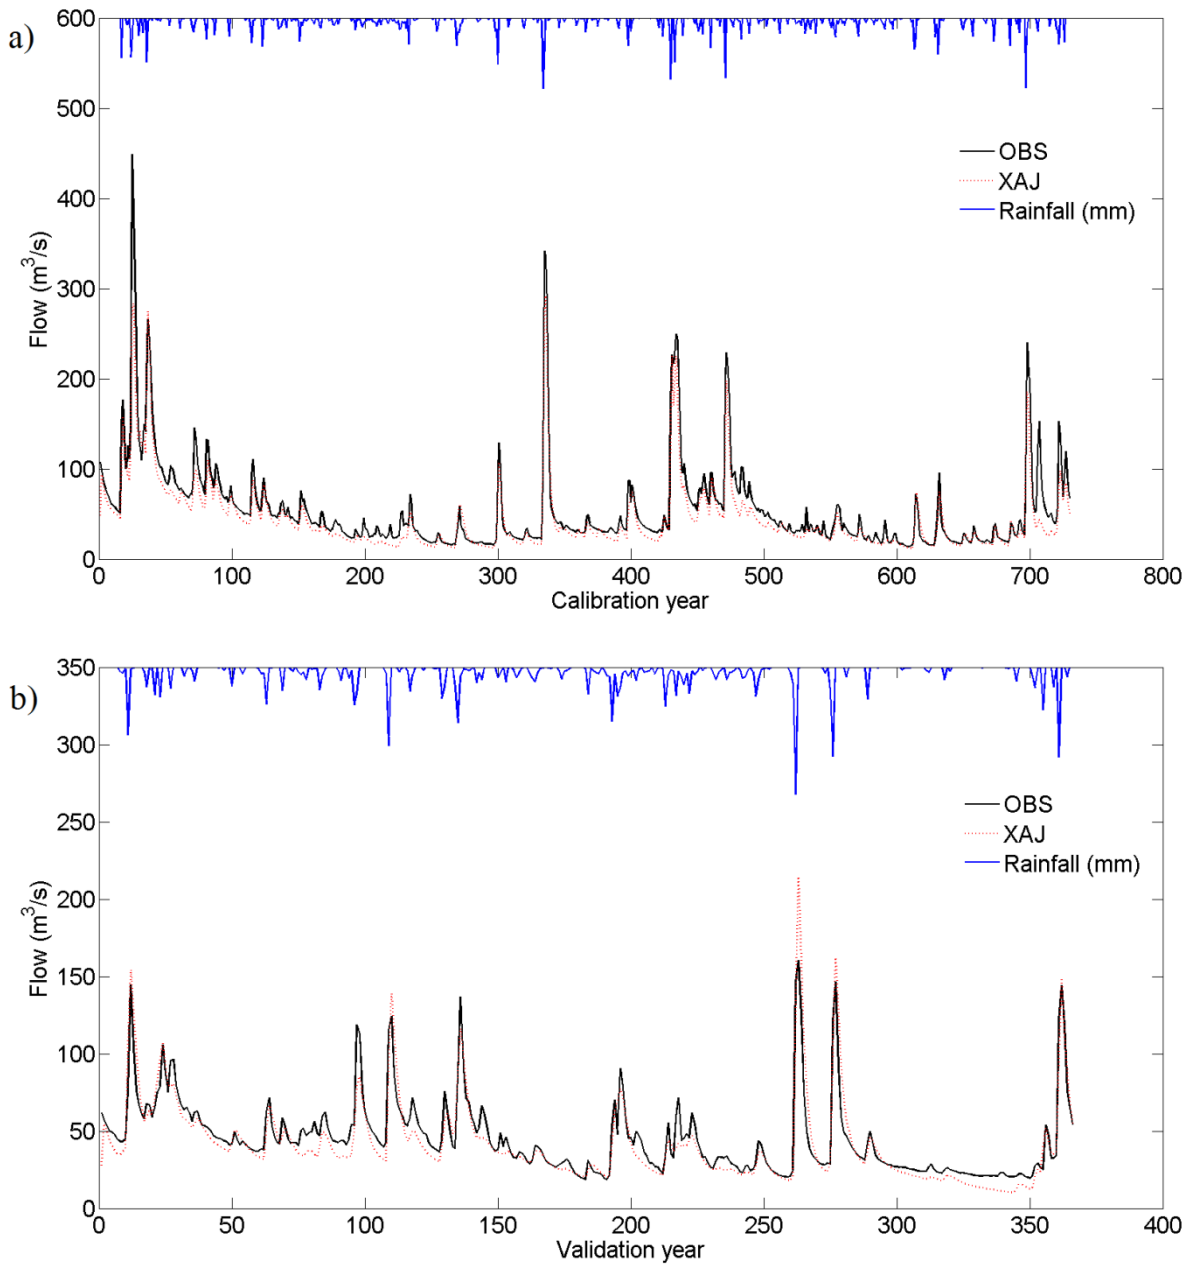 a)
600
500
400
300
200
100
0
Flow (m³/s)
OBS
XAJ
Rainfall (mm)
0 100 200 300 400 500 600 700 800
Calibration year
b)
350
300
250
200
150
100
50
0
Flow (m³/s)
OBS
XAJ
Rainfall (mm)
0 50 100 150 200 250 300 350 400
Validation year